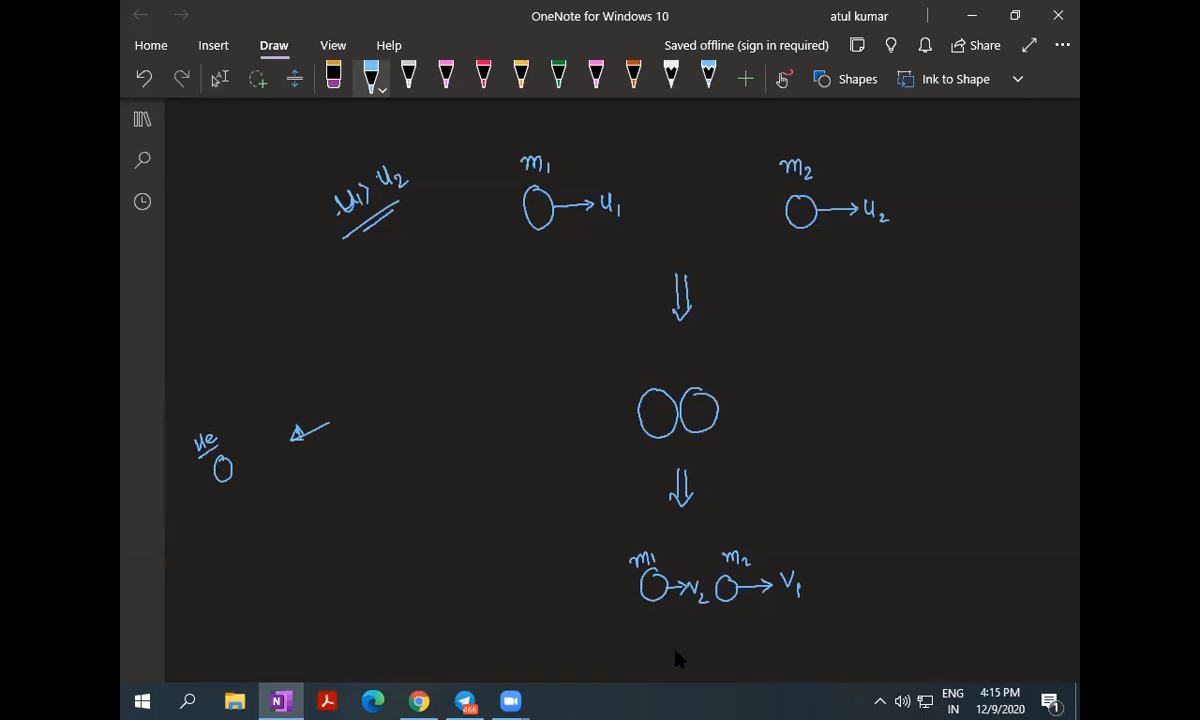 OneNote for Windows 10
atul kumar
Home Insert Draw View Help
Saved offline (sign in required)
Share
Shapes
Ink to Shape
m1
m2
u1 > u2
u1
u2
m1
m2
v2
v1
466
ENG
IN
4:15 PM
12/9/2020
1